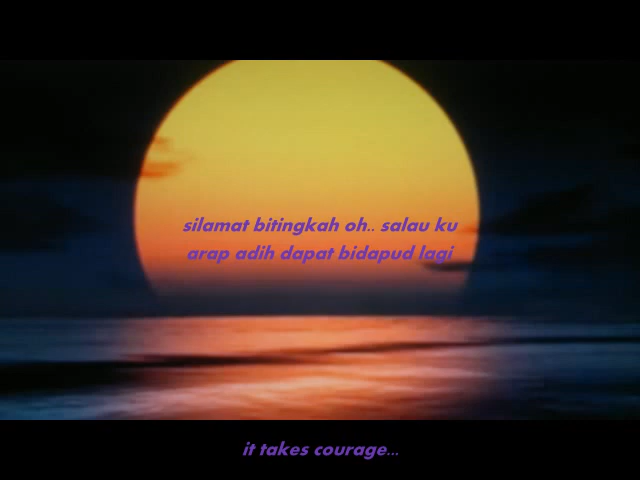 silamat bitingkah oh.. salau ku
arap adih dapat bidapud lagi
it takes courage...